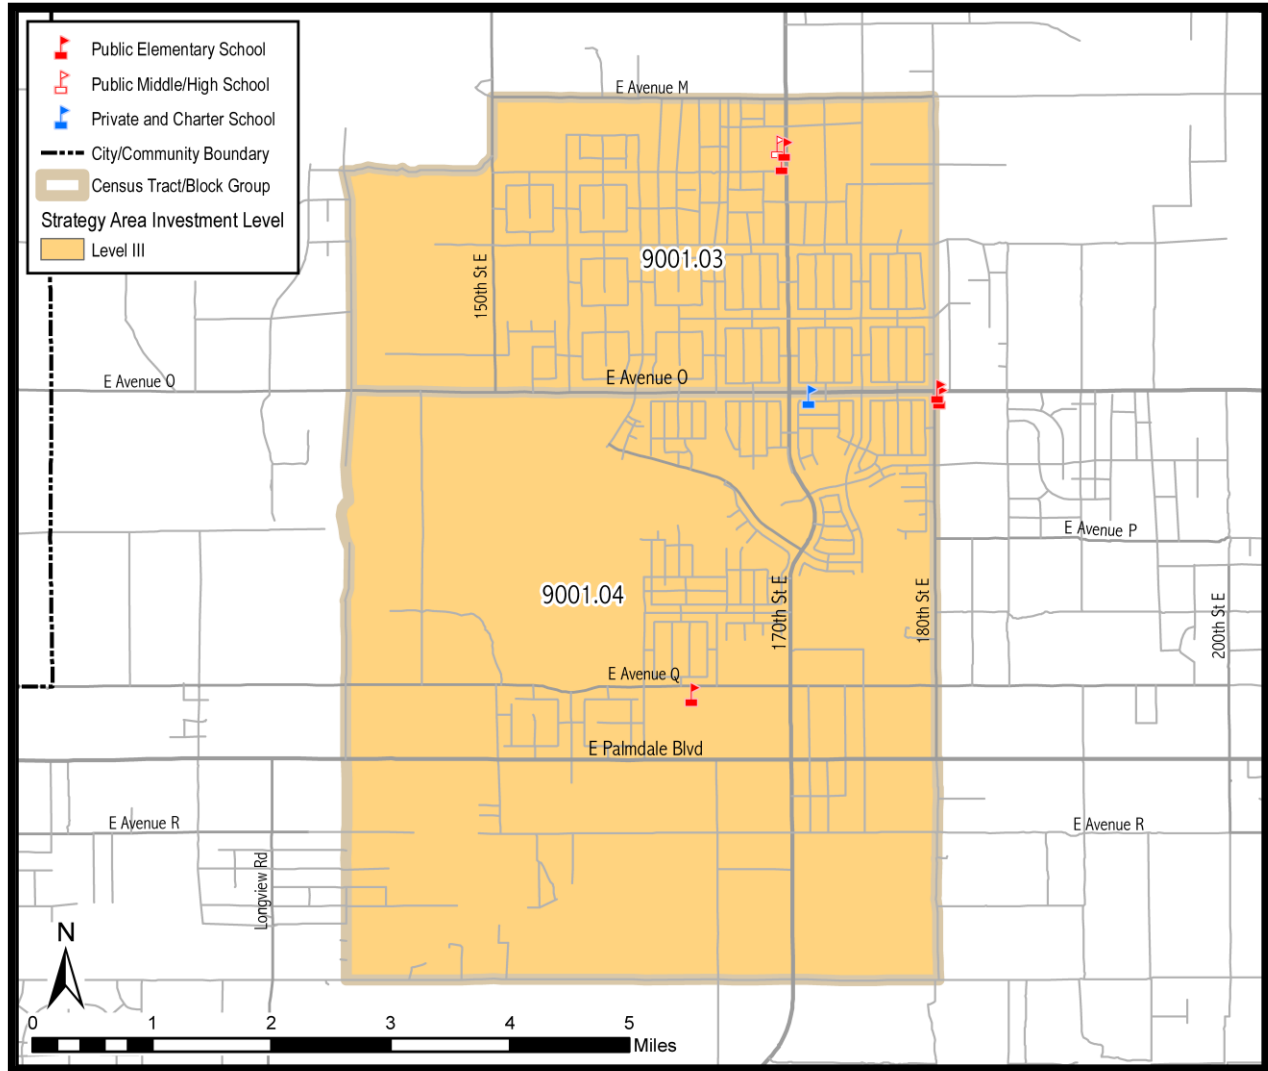 Public Elementary School
Public Middle/High School
Private and Charter School
City/Community Boundary
Census Tract/Block Group
Strategy Area Investment Level
Level III
E Avenue M
9001.03
150th St E
E Avenue O
E Avenue O
E Avenue P
9001.04
170th St E
180th St E
200th St E
E Avenue Q
E Palmdale Blvd
E Avenue R
E Avenue R
Longview Rd
N
0 1 2 3 4 5
Miles